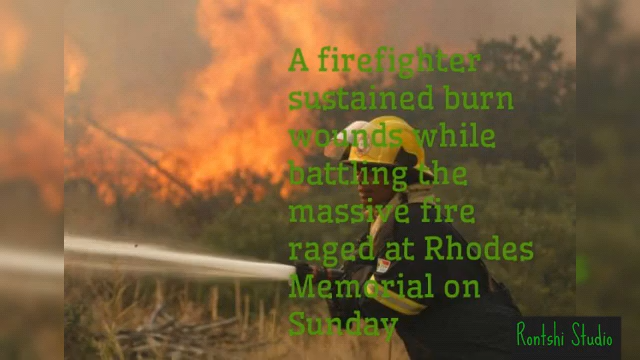 A firefighter
sustained burn
wounds while
battling the
massive fire
raged at Rhodes
Memorial on
Sunday
Rontshi Studio